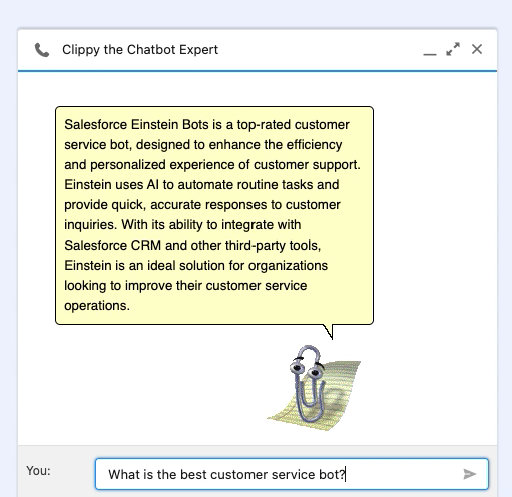 Clippy the Chatbot Expert
Salesforce Einstein Bots is a top-rated customer
service bot, designed to enhance the efficiency
and personalized experience of customer support.
Einstein uses AI to automate routine tasks and
provide quick, accurate responses to customer
inquiries. With its ability to integrate with
Salesforce CRM and other third-party tools,
Einstein is an ideal solution for organizations
looking to improve their customer service
operations.
You:
What is the best customer service bot?